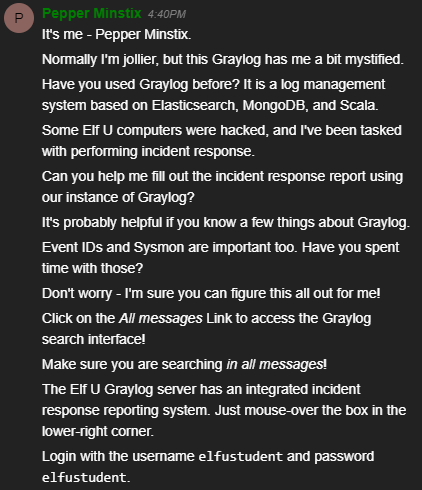 P
Pepper Minstix 4:40PM
It's me - Pepper Minstix.
Normally I'm jollier, but this Graylog has me a bit mystified.
Have you used Graylog before? It is a log management
system based on Elasticsearch, MongoDB, and Scala.
Some Elf U computers were hacked, and I've been tasked
with performing incident response.
Can you help me fill out the incident response report using
our instance of Graylog?
It's probably helpful if you know a few things about Graylog.
Event IDs and Sysmon are important too. Have you spent
time with those?
Don't worry - I'm sure you can figure this all out for me!
Click on the All messages Link to access the Graylog
search interface!
Make sure you are searching in all messages!
The Elf U Graylog server has an integrated incident
response reporting system. Just mouse-over the box in the
lower-right corner.
Login with the username elfustudent and password
elfustudent.